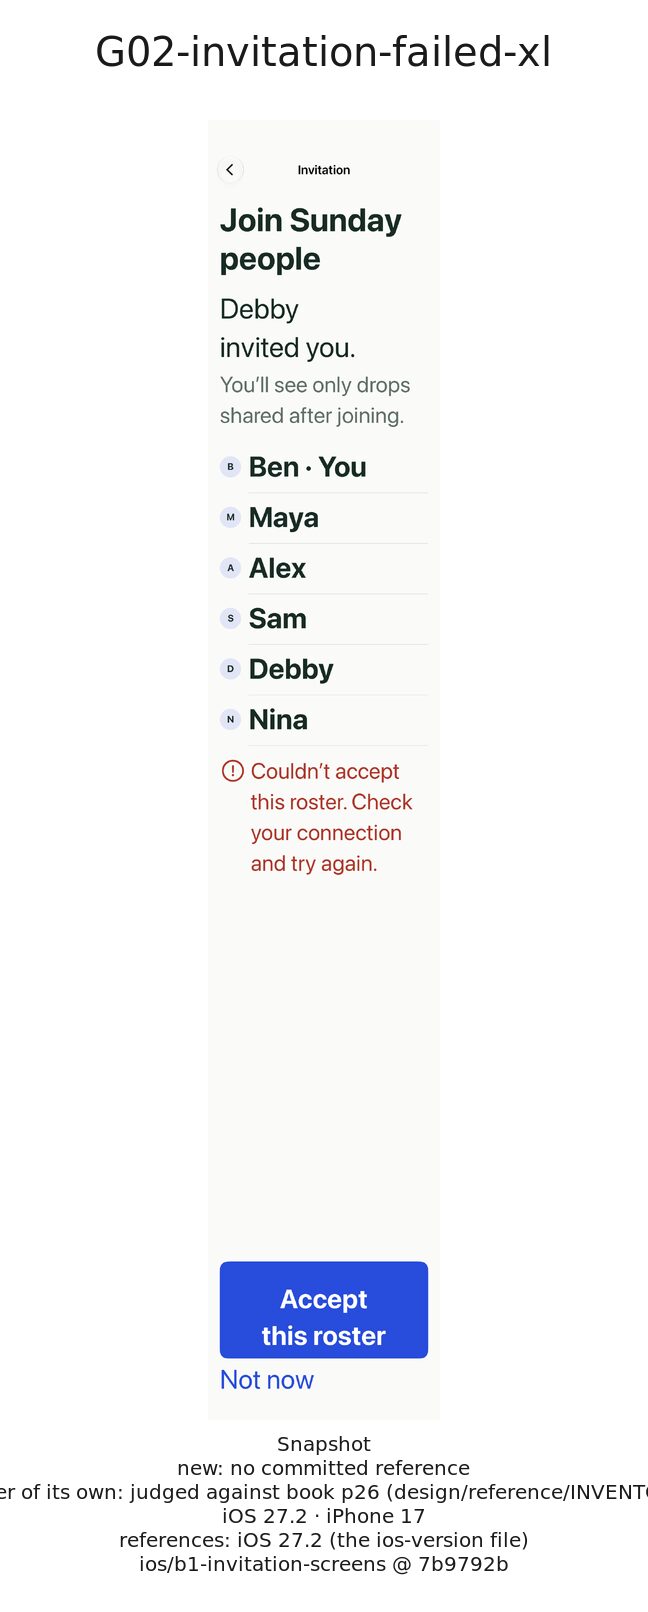 G02-invitation-failed-xl
Invitation
Join Sunday
people
Debby
invited you.
You’ll see only drops
shared after joining.
B Ben · You
M Maya
A Alex
S Sam
D Debby
N Nina
Couldn’t accept
this roster. Check
your connection
and try again.
Accept
this roster
Not now
Snapshot
new: no committed reference
of its own: judged against book p26 (design/reference/
iOS 27.2 · iPhone 17
references: iOS 27.2 (the ios-version file)
ios/b1-invitation-screens @ 7b9792b